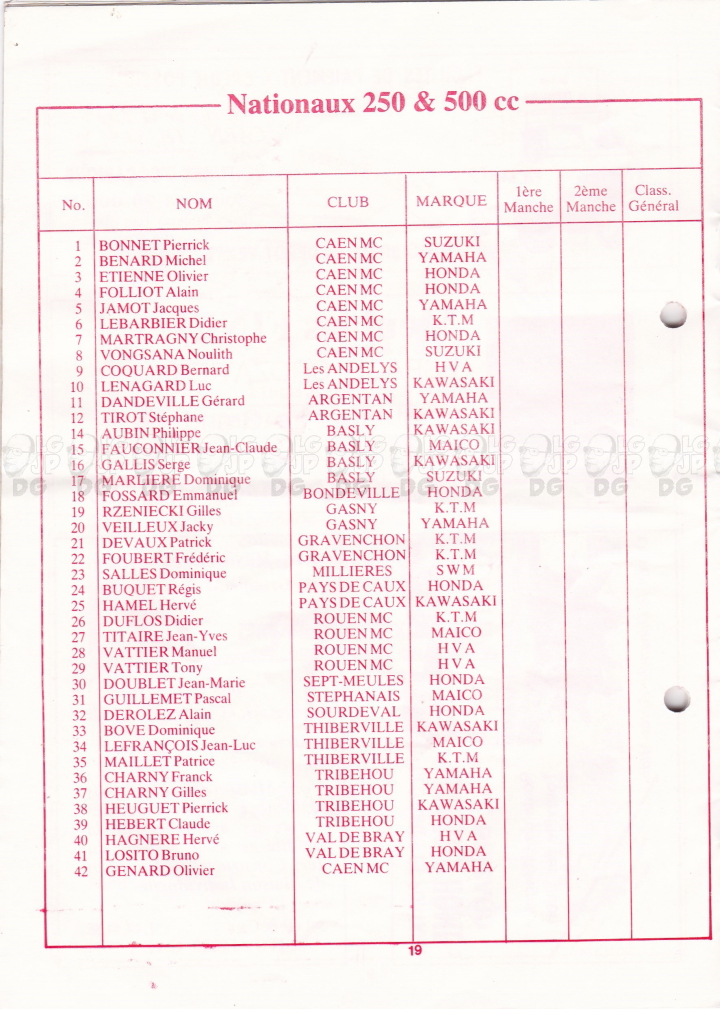 Nationaux 250 & 500 cc
No. NOM CLUB MARQUE 1ère Manche 2ème Manche Class. Général
1 BONNET Pierrick CAEN MC SUZUKI
2 BENARD Michel CAEN MC YAMAHA
3 ETIENNE Olivier CAEN MC HONDA
4 FOLLIOT Alain CAEN MC HONDA
5 JAMOT Jacques CAEN MC YAMAHA
6 LEBARBIER Didier CAEN MC K.T.M
7 MARTRAGNY Christophe CAEN MC HONDA
8 VONGSANA Noulith CAEN MC SUZUKI
9 COQUARD Bernard Les ANDELYS HVA
10 LENAGARD Luc Les ANDELYS KAWASAKI
11 DANDEVILLE Gérard ARGENTAN YAMAHA
12 TIROT Stéphane ARGENTAN KAWASAKI
14 AUBIN Philippe BASLY KAWASAKI
15 FAUCONNIER Jean-Claude BASLY MAICO
16 GALLIS Serge BASLY KAWASAKI
17 MARLIERE Dominique BASLY SUZUKI
18 FOSSARD Emmanuel BONDEVILLE HONDA
19 RZENIECKI Gilles GASNY K.T.M
20 VEILLEUX Jacky GASNY YAMAHA
21 DEVAUX Patrick GRAVENCHON K.T.M
22 FOUBERT Frédéric GRAVENCHON K.T.M
23 SALLES Dominique MILLIERES SWM
24 BUQUET Régis PAYS DE CAUX HONDA
25 HAMEL Hervé PAYS DE CAUX KAWASAKI
26 DUFLOS Didier ROUEN MC K.T.M
27 TITAIRE Jean-Yves ROUEN MC MAICO
28 VATTIER Manuel ROUEN MC HVA
29 VATTIER Tony ROUEN MC HVA
30 DOUBLET Jean-Marie SEPT-MEULES HONDA
31 GUILLEMET Pascal STEPHANAIS MAICO
32 DEROLEZ Alain SOURDEVAL HONDA
33 BOVE Dominique THIBERVILLE KAWASAKI
34 LEFRANÇOIS Jean-Luc THIBERVILLE MAICO
35 MAILLET Patrice THIBERVILLE K.T.M
36 CHARNY Franck TRIBEHOU YAMAHA
37 CHARNY Gilles TRIBEHOU YAMAHA
38 HEUGUET Pierrick TRIBEHOU KAWASAKI
39 HEBERT Claude TRIBEHOU HONDA
40 HAGNERE Hervé VAL DE BRAY HVA
41 LOSITO Bruno VAL DE BRAY HONDA
42 GENARD Olivier CAEN MC YAMAHA
19